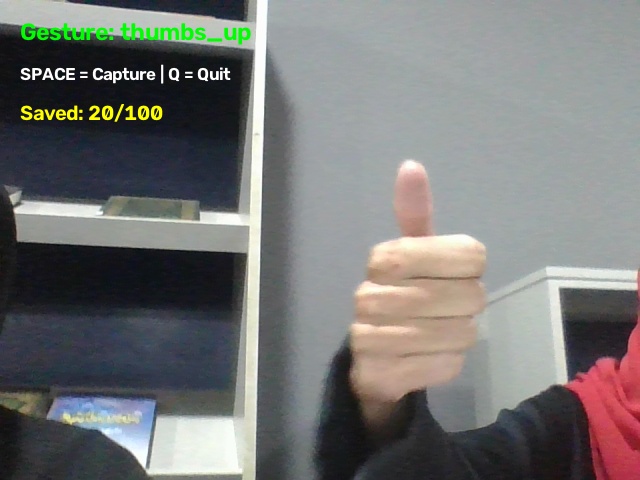 Gesture: thumbs_up
SPACE = Capture | Q = Quit
Saved: 20/100